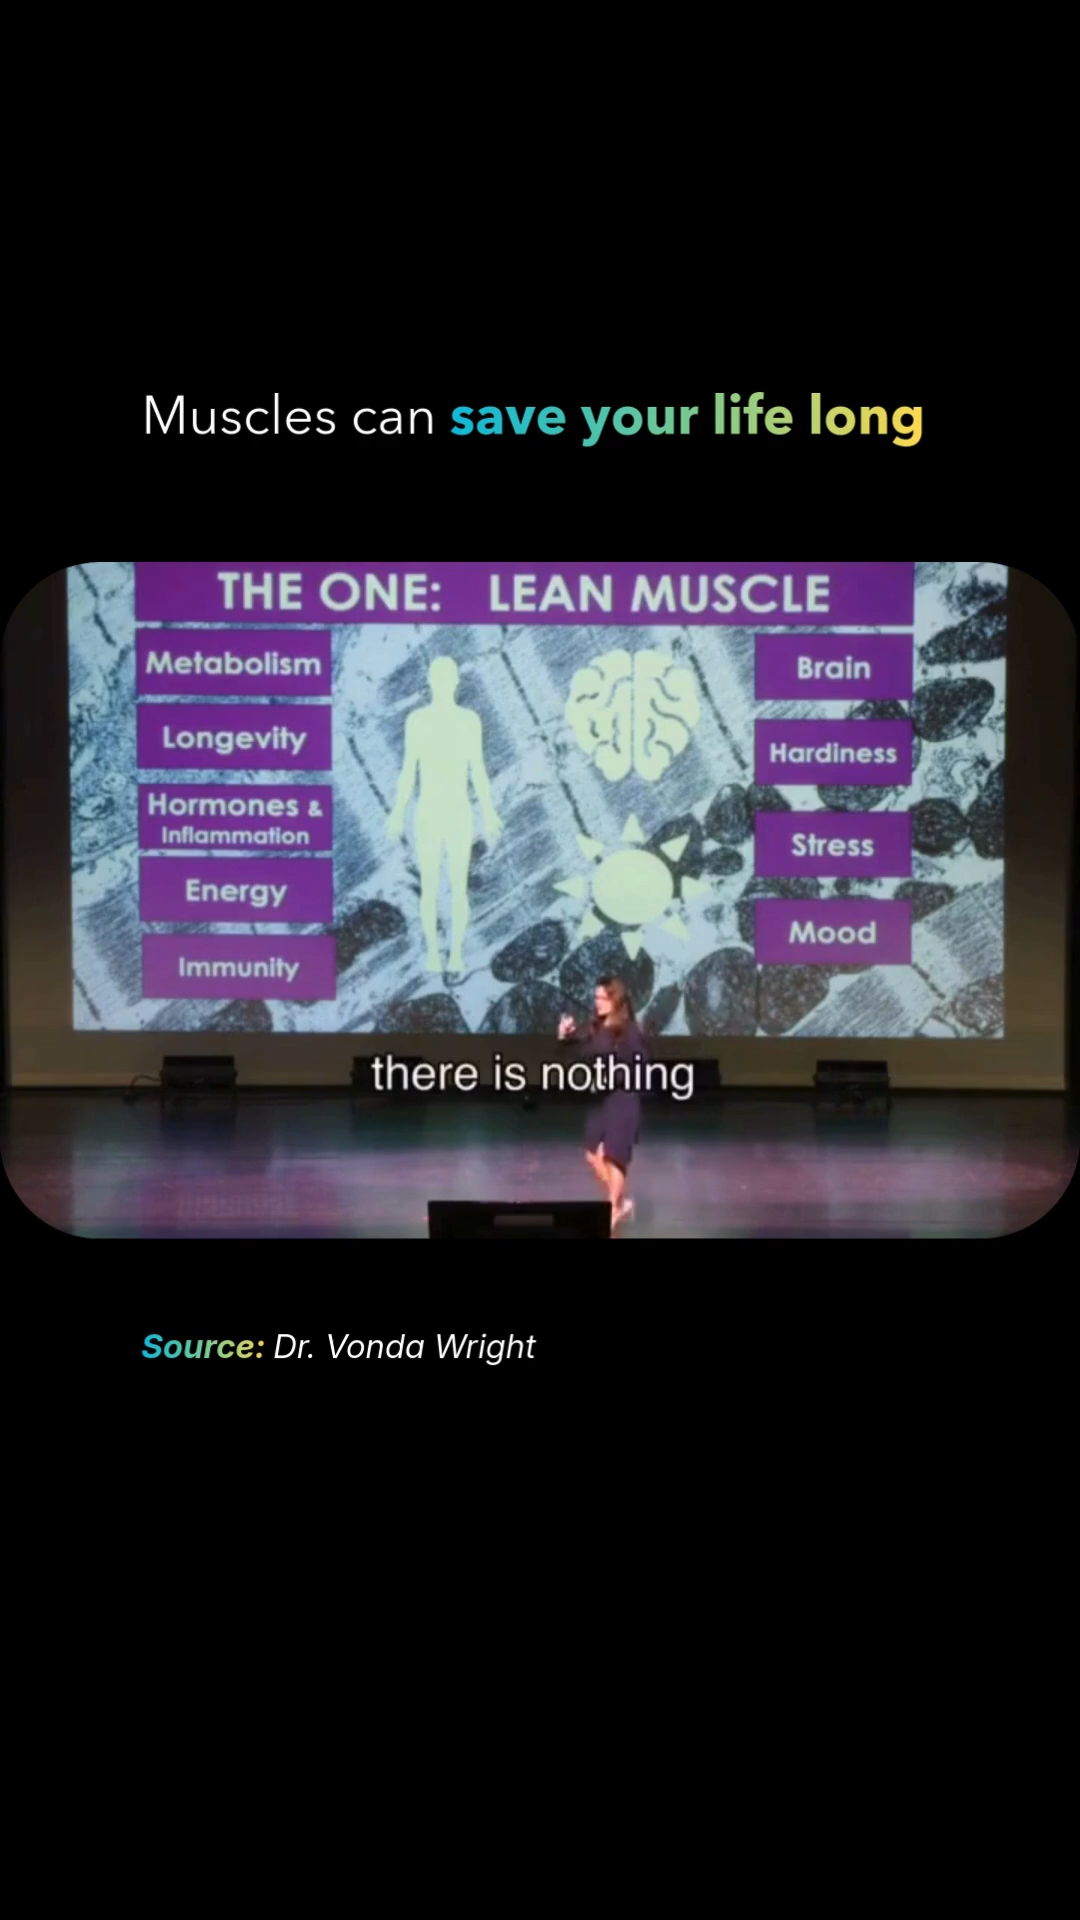 Muscles can save your life long
THE ONE: LEAN MUSCLE
Metabolism
Longevity
Hormones &
Inflammation
Energy
Immunity
Brain
Hardiness
Stress
Mood
there is nothing
Source: Dr. Vonda Wright